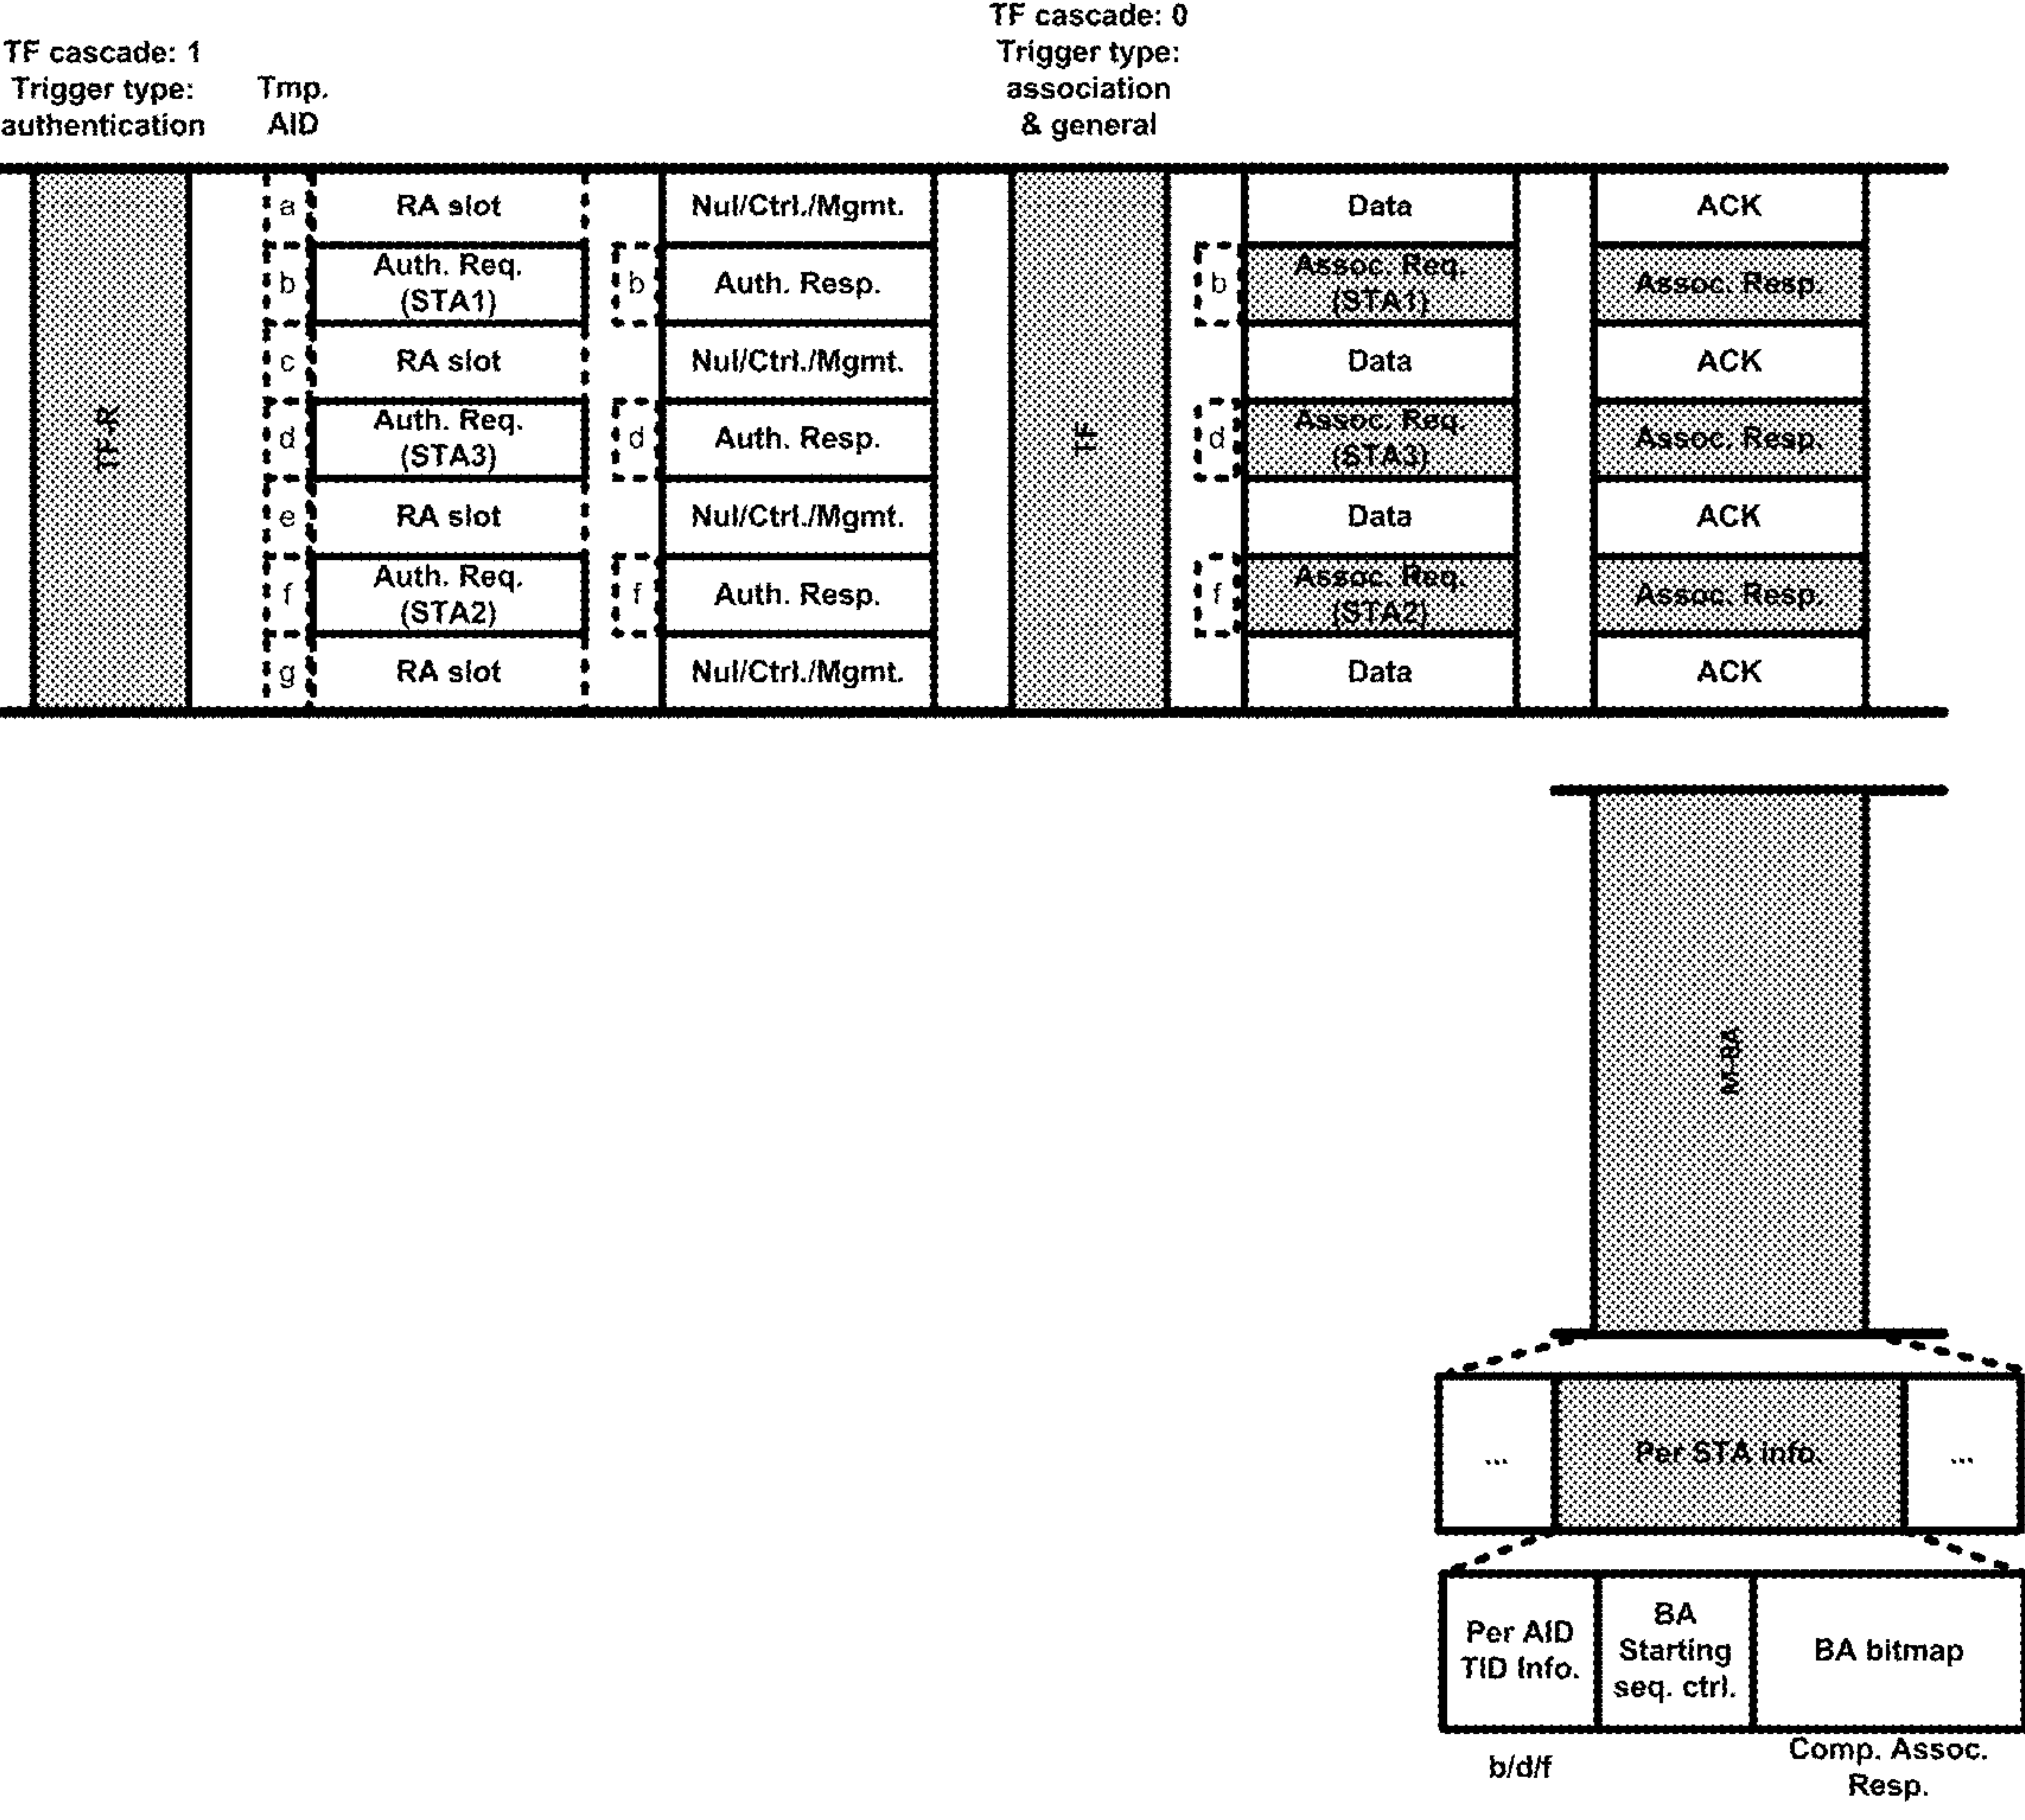 TF cascade: 1
Trigger type:
authentication
Tmp.
AID
TF cascade: 0
Trigger type:
association
& general
TF-R
a
RA slot
Nul/Ctrl./Mgmt.
TF
Data
ACK
b
Auth. Req.
(STA1)
b
Auth. Resp.
b
Assoc. Req.
(STA1)
Assoc. Resp.
c
RA slot
Nul/Ctrl./Mgmt.
Data
ACK
d
Auth. Req.
(STA3)
d
Auth. Resp.
d
Assoc. Req.
(STA3)
Assoc. Resp.
e
RA slot
Nul/Ctrl./Mgmt.
Data
ACK
f
Auth. Req.
(STA2)
f
Auth. Resp.
f
Assoc. Req.
(STA2)
Assoc. Resp.
g
RA slot
Nul/Ctrl./Mgmt.
Data
ACK
M-BA
...
Per STA info.
...
Per AID
TID Info.
BA
Starting
seq. ctrl.
BA bitmap
b/d/f
Comp. Assoc.
Resp.